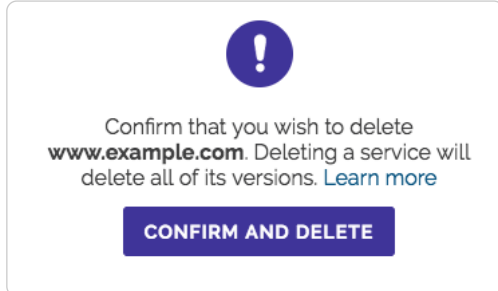 Confirm that you wish to delete
www.example.com. Deleting a service will
delete all of its versions. Learn more
CONFIRM AND DELETE